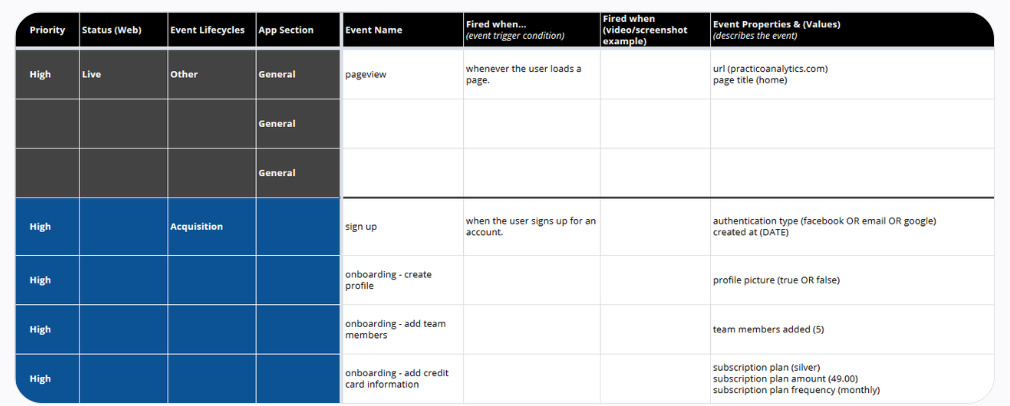 Priority Status (Web) Event Lifecycles App Section Event Name Fired when... (event trigger condition) Fired when (video/screenshot example) Event Properties & (Values) (describes the event)
High Live Other General pageview whenever the user loads a page. url (practicoanalytics.com) page title (home)
General
General
High Acquisition sign up when the user signs up for an account. authentication type (facebook OR email OR google) created at (DATE)
High onboarding - create profile profile picture (true OR false)
High onboarding - add team members team members added (5)
High onboarding - add credit card information subscription plan (silver) subscription plan amount (49.00) subscription plan frequency (monthly)